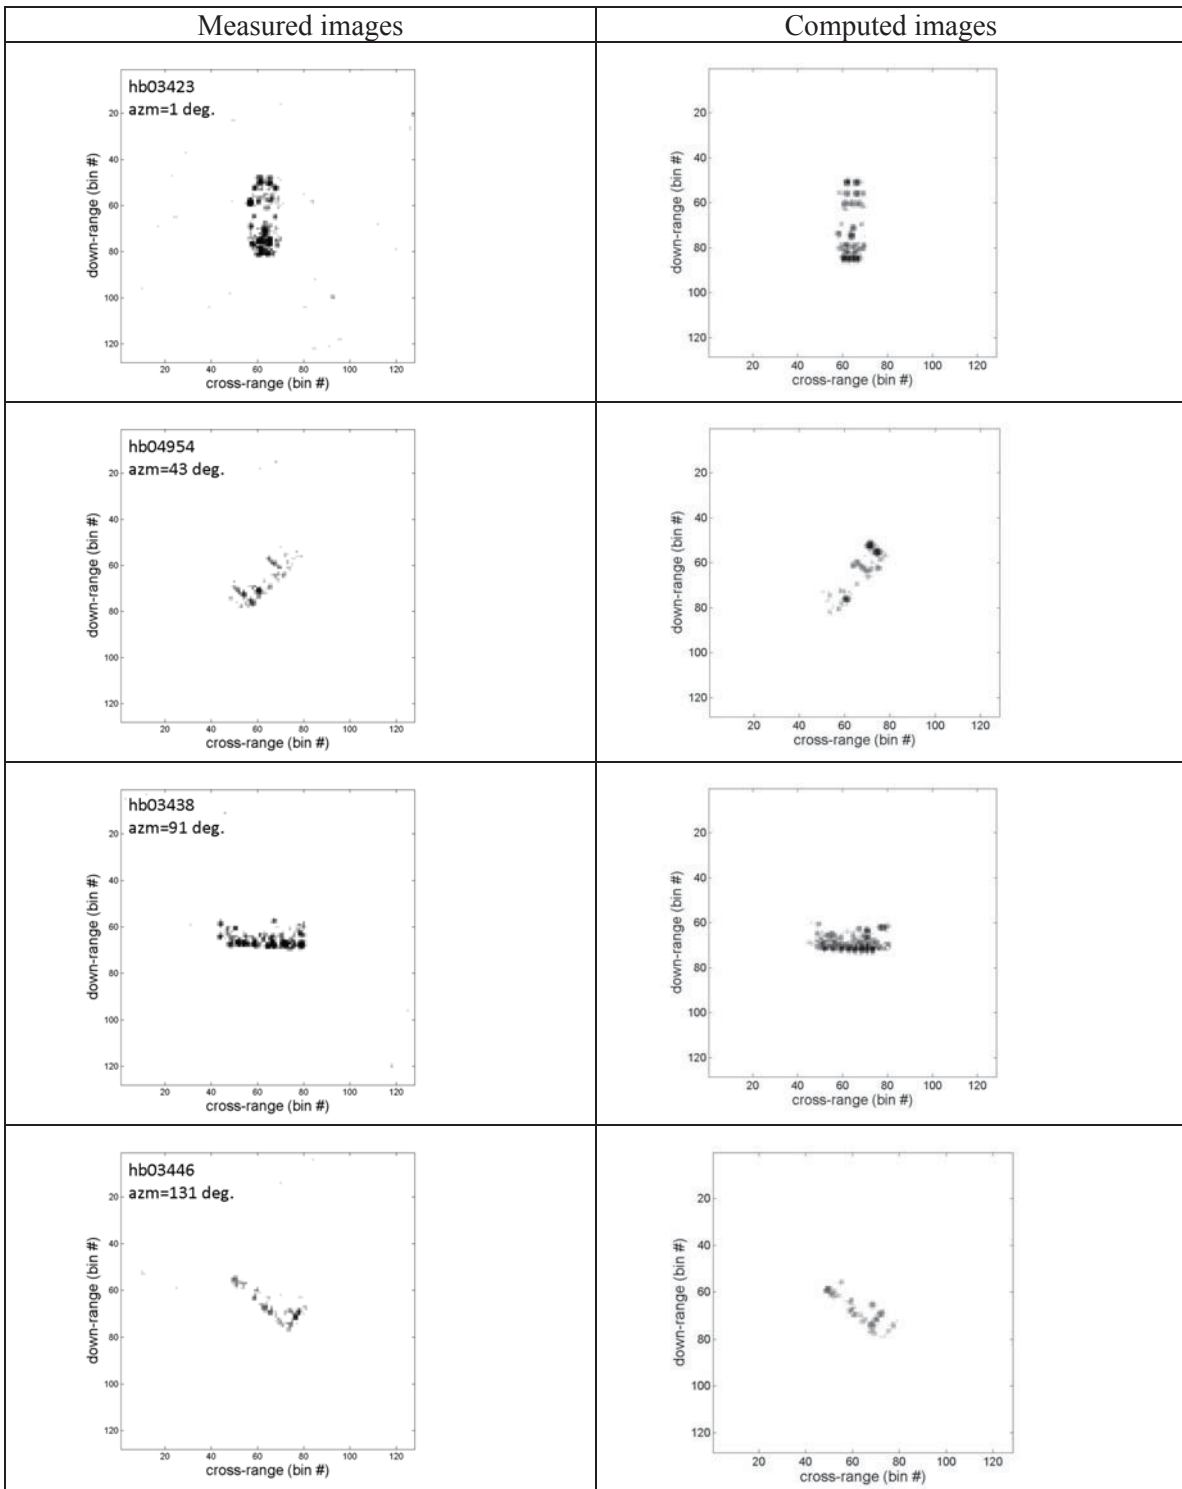 Measured images
Computed images
hb03423
azm=1 deg.
20
40
60
80
100
120
20 40 60 80 100 120
down-range (bin #)
cross-range (bin #)
20
40
60
80
100
120
20 40 60 80 100 120
down-range (bin #)
cross-range (bin #)
hb04954
azm=43 deg.
20
40
60
80
100
120
20 40 60 80 100 120
down-range (bin #)
cross-range (bin #)
20
40
60
80
100
120
20 40 60 80 100 120
down-range (bin #)
cross-range (bin #)
hb03438
azm=91 deg.
20
40
60
80
100
120
20 40 60 80 100 120
down-range (bin #)
cross-range (bin #)
20
40
60
80
100
120
20 40 60 80 100 120
down-range (bin #)
cross-range (bin #)
hb03446
azm=131 deg.
20
40
60
80
100
120
20 40 60 80 100 120
down-range (bin #)
cross-range (bin #)
20
40
60
80
100
120
20 40 60 80 100 120
down-range (bin #)
cross-range (bin #)